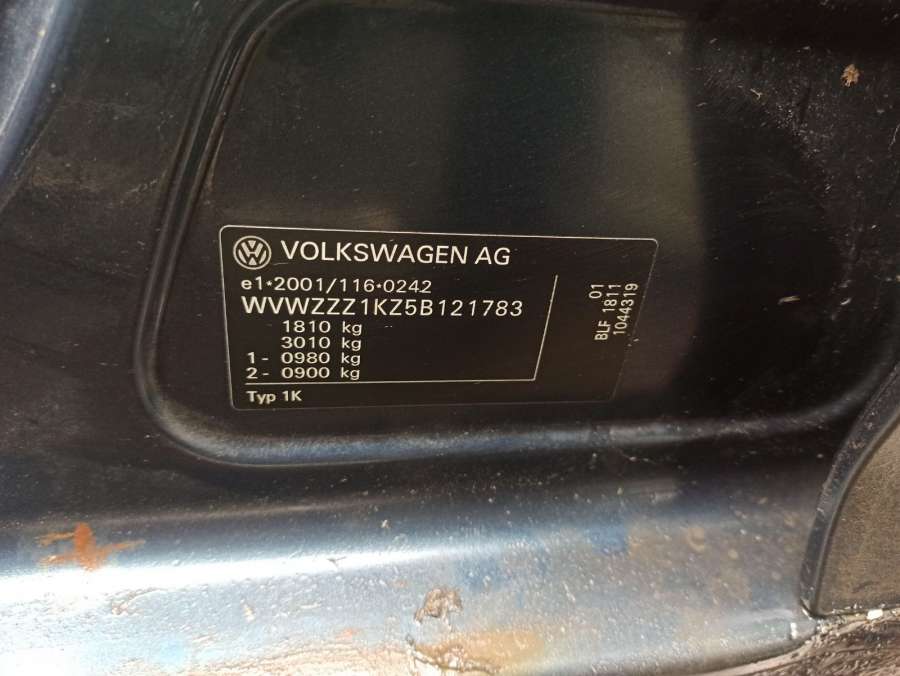 VOLKSWAGEN AG
e1*2001/116*0242
WVWZZZ1KZ5B121783
1810 kg
3010 kg
1- 0980 kg
2- 0900 kg
Typ 1K
01
BLF 1811
1044319